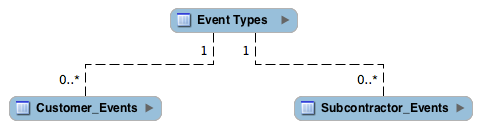 Event Types
1 1
0..* 0..*
Customer_Events Subcontractor_Events